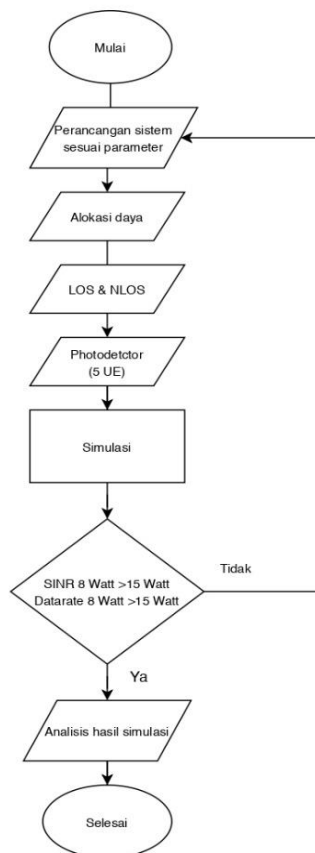 Mulai
Perancangan sistem
sesuai parameter
Alokasi daya
LOS & NLOS
Photodetctor
(5 UE)
Simulasi
SINR 8 Watt >15 Watt
Datarate 8 Watt >15 Watt
Tidak
Ya
Analisis hasil simulasi
Selesai